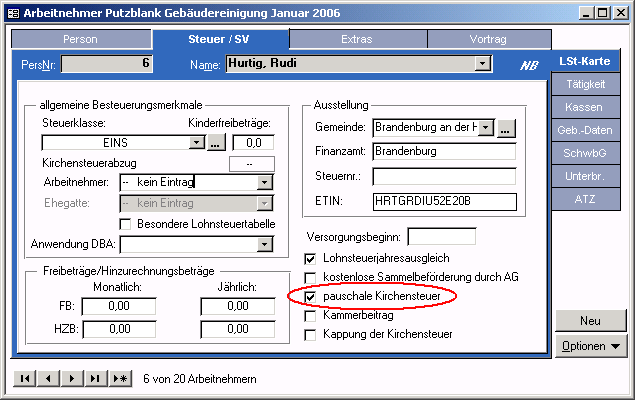 Arbeitnehmer Putzblank Gebäudereinigung Januar 2006
Person
Steuer / SV
Extras
Vortrag
PersNr: 6
Name: Hurtig, Rudi
NB
LSt-Karte
Tätigkeit
Kassen
Geb.-Daten
SchwbG
Unterbr.
ATZ
allgemeine Besteuerungsmerkmale
Steuerklasse: Kinderfreibeträge:
EINS ... 0,0
Kirchensteuerabzug --
Arbeitnehmer: -- kein Eintrag
Ehegatte: -- kein Eintrag
Besondere Lohnsteuertabelle
Anwendung DBA:
Freibeträge/Hinzurechnungsbeträge
Monatlich: Jährlich:
FB: 0,00 0,00
HZB: 0,00 0,00
Ausstellung
Gemeinde: Brandenburg an der H ...
Finanzamt: Brandenburg
Steuernr.:
ETIN: HRTGRDIU52E20B
Versorgungsbeginn:
Lohnsteuerjahresausgleich
kostenlose Sammelbeförderung durch AG
pauschale Kirchensteuer
Kammerbeitrag
Kappung der Kirchensteuer
Neu
Optionen
6 von 20 Arbeitnehmern